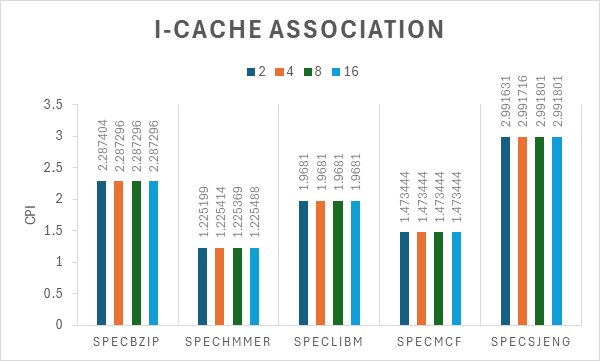 I-CACHE ASSOCIATION
2 4 8 16
CPI
3.5
3
2.5
2
1.5
1
0.5
0
2.287404 2.287296 2.287296 2.287296
1.225199 1.225414 1.225369 1.225488
1.9681 1.9681 1.9681 1.9681
1.473444 1.473444 1.473444 1.473444
2.991631 2.991716 2.991801 2.991801
SPECBZIP SPECHMMER SPECLIBM SPECMCF SPECSJENG